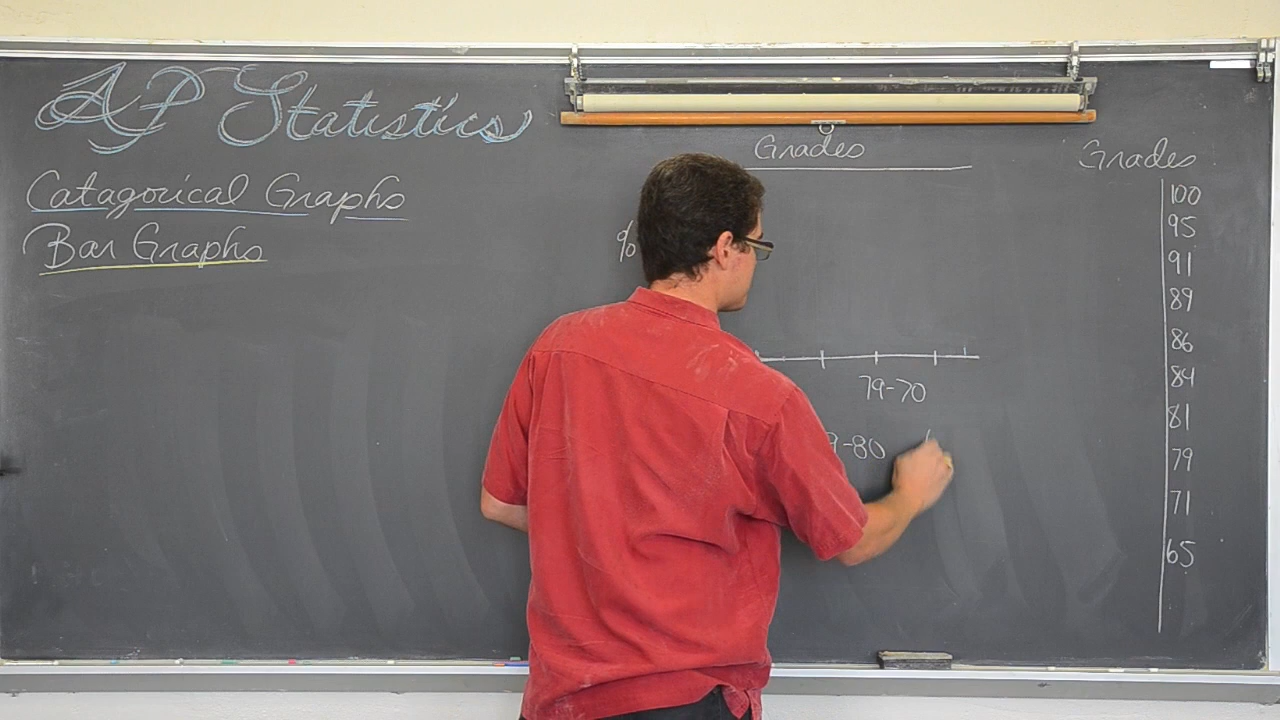 AP Statistics
Catagorical Graphs
Bar Graphs
Grades
%
79-70
9-80
Grades
100
95
91
89
86
84
81
79
71
65